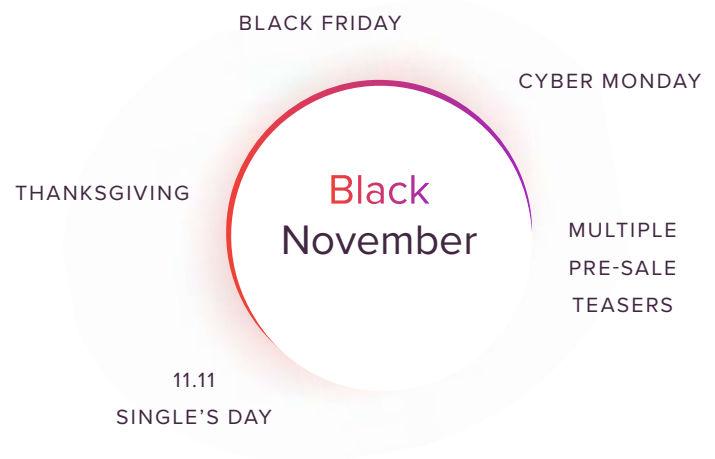 BLACK FRIDAY
CYBER MONDAY
THANKSGIVING
Black
November
MULTIPLE
PRE-SALE
TEASERS
11.11
SINGLE’S DAY